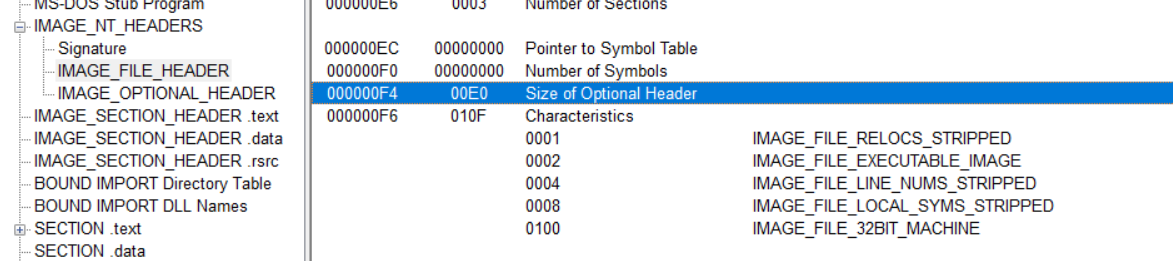 MS-DOS Stub Program
IMAGE_NT_HEADERS
Signature
IMAGE_FILE_HEADER
IMAGE_OPTIONAL_HEADER
IMAGE_SECTION_HEADER .text
IMAGE_SECTION_HEADER .data
IMAGE_SECTION_HEADER .rsrc
BOUND IMPORT Directory Table
BOUND IMPORT DLL Names
SECTION .text
SECTION .data
000000E6 0003 Number of Sections
000000EC 00000000 Pointer to Symbol Table
000000F0 00000000 Number of Symbols
000000F4 00E0 Size of Optional Header
000000F6 010F Characteristics
0001 IMAGE_FILE_RELOCS_STRIPPED
0002 IMAGE_FILE_EXECUTABLE_IMAGE
0004 IMAGE_FILE_LINE_NUMS_STRIPPED
0008 IMAGE_FILE_LOCAL_SYMS_STRIPPED
0100 IMAGE_FILE_32BIT_MACHINE